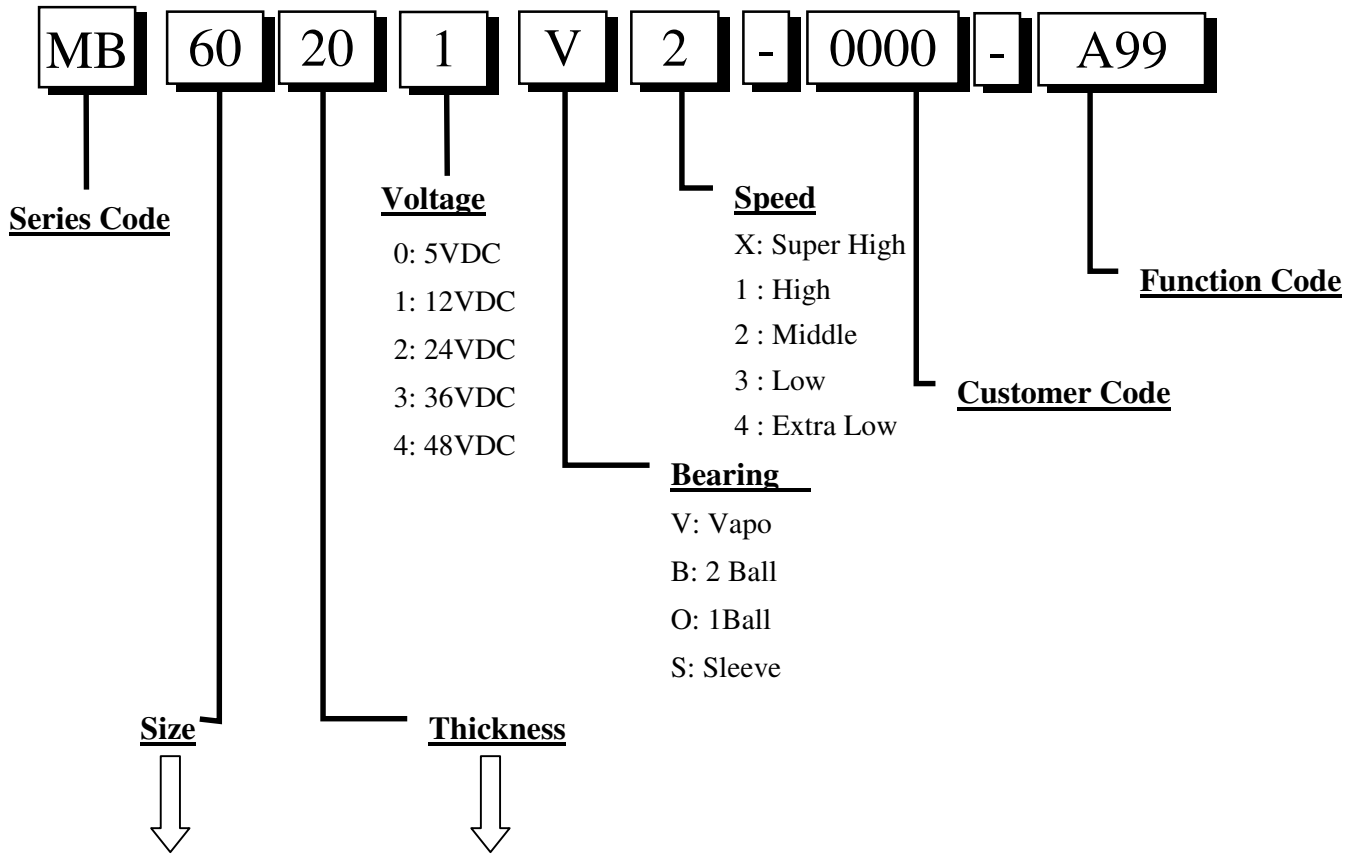 MB 60 20 1 V 2 - 0000 - A99
Series Code
Voltage
0: 5VDC
1: 12VDC
2: 24VDC
3: 36VDC
4: 48VDC
Speed
X: Super High
1 : High
2 : Middle
3 : Low
4 : Extra Low
Function Code
Customer Code
Bearing
V: Vapo
B: 2 Ball
O: 1Ball
S: Sleeve
Size
Thickness